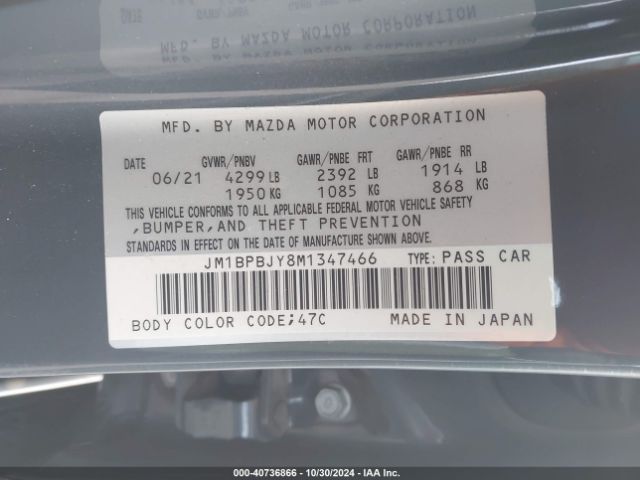 MFD. BY MAZDA MOTOR CORPORATION
DATE GVWR/PNBV GAWR/PNBE FRT GAWR/PNBE RR
06/21 4299 LB 2392 LB 1914 LB
1950 KG 1085 KG 868 KG
THIS VEHICLE CONFORMS TO ALL APPLICABLE FEDERAL MOTOR VEHICLE SAFETY
,BUMPER,AND THEFT PREVENTION
STANDARDS IN EFFECT ON THE DATE OF MANUFACTURE SHOWN ABOVE.
JM1BPBJY8M1347466 TYPE: PASS CAR
BODY COLOR CODE;47C MADE IN JAPAN
000-40736866 - 10/30/2024 - IAA Inc.